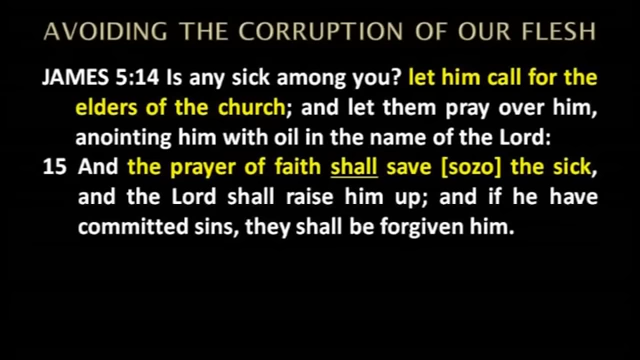 AVOIDING THE CORRUPTION OF OUR FLESH
JAMES 5:14 Is any sick among you? let him call for the
elders of the church; and let them pray over him,
anointing him with oil in the name of the Lord:
15 And the prayer of faith shall save [sozo] the sick,
and the Lord shall raise him up; and if he have
committed sins, they shall be forgiven him.